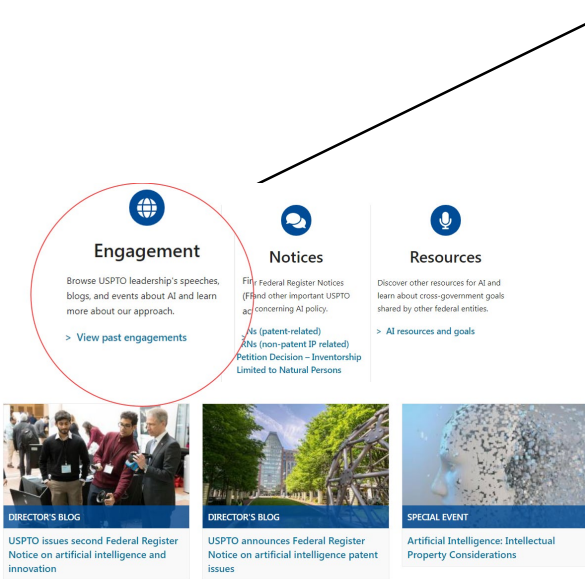 Engagement
Browse USPTO leadership's speeches,
blogs, and events about AI and learn
more about our approach.
> View past engagements
Notices
Fin r Federal Register Notices
(FF and other important USPTO
ac concerning AI policy.
> Ns (patent-related)
RNs (non-patent IP related)
Petition Decision – Inventorship
Limited to Natural Persons
Resources
Discover other resources for AI and
learn about cross-government goals
shared by other federal entities.
> AI resources and goals
DIRECTOR'S BLOG
USPTO issues second Federal Register
Notice on artificial intelligence and
innovation
DIRECTOR'S BLOG
USPTO announces Federal Register
Notice on artificial intelligence patent
issues
SPECIAL EVENT
Artificial Intelligence: Intellectual
Property Considerations